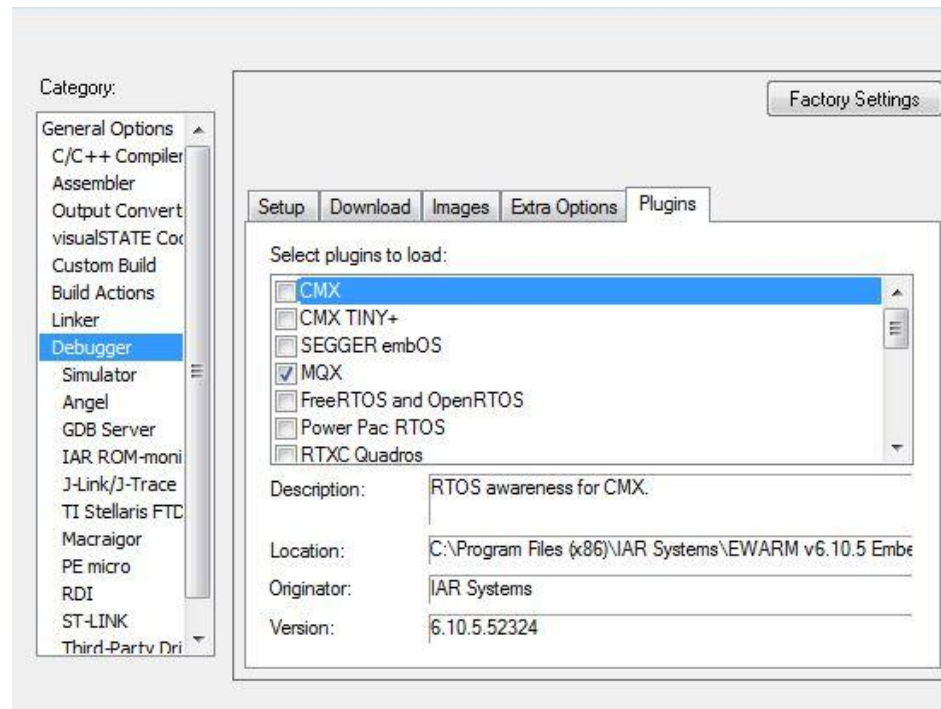 Category:
General Options
C/C++ Compiler
Assembler
Output Convert
visualSTATE Coc
Custom Build
Build Actions
Linker
Debugger
Simulator
Angel
GDB Server
IAR ROM-moni
J-Link/J-Trace
TI Stellaris FTD
Macraigor
PE micro
RDI
ST-LINK
Third-Party Dri
Factory Settings
Setup Download Images Extra Options Plugins
Select plugins to load:
CMX
CMX TINY+
SEGGER embOS
MQX
FreeRTOS and OpenRTOS
Power Pac RTOS
RTXC Quadros
Description: RTOS awareness for CMX.
Location: C:\Program Files (x86)\IAR Systems\EWARM v6.10.5 Embe
Originator: IAR Systems
Version: 6.10.5.52324